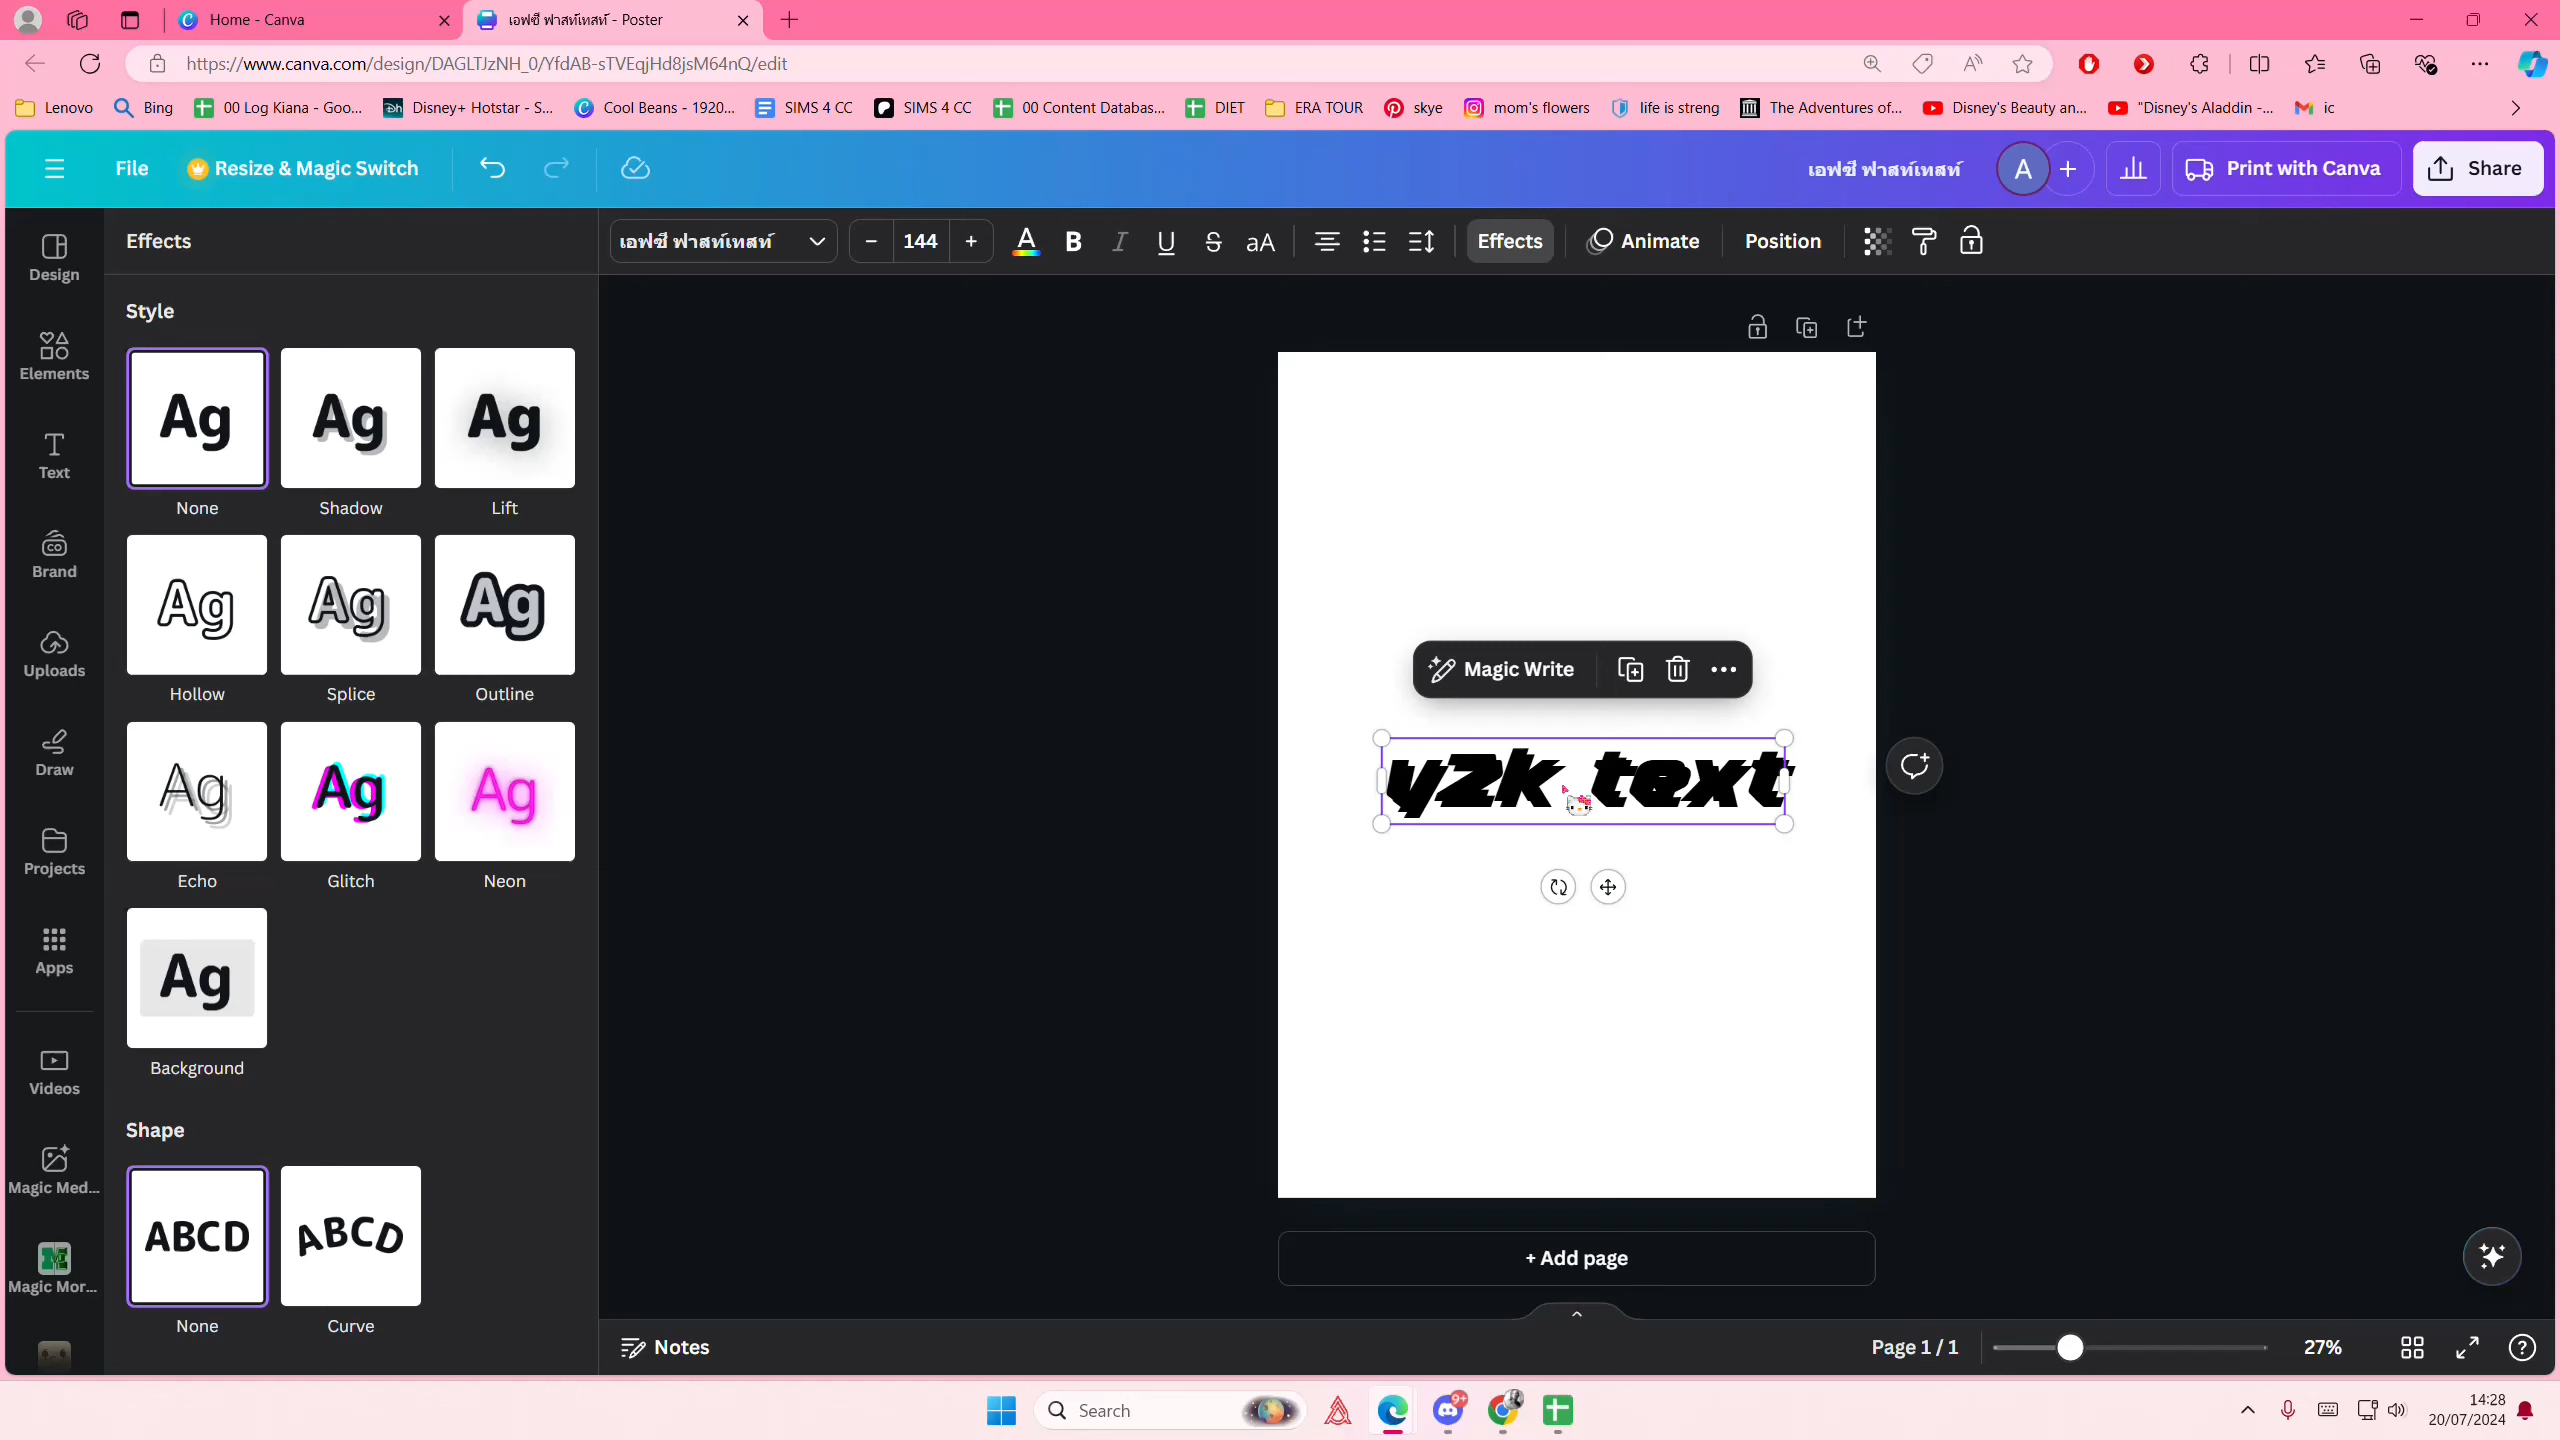 Home - Canva
เอฟซี ฟาสท์เทสท์ - Poster
https://www.canva.com/design/DAGLTJzNH_0/YfdAB-sTVEqjHd8jsM64nQ/edit
Lenovo
Bing
00 Log Kiana - Goo...
Disney+ Hotstar - S...
Cool Beans - 1920...
SIMS 4 CC
SIMS 4 CC
00 Content Databas...
DIET
ERA TOUR
skye
mom's flowers
life is streng
The Adventures of...
Disney's Beauty an...
"Disney's Aladdin -...
ic
File
Resize & Magic Switch
เอฟซี ฟาสท์เทสท์
A
Print with Canva
Share
Effects
เอฟซี ฟาสท์เทสท์
144
A
B
I
U
S
aA
Effects
Animate
Position
Design
Elements
Text
Brand
Uploads
Draw
Projects
Apps
Videos
Magic Med...
Magic Mor...
Style
Ag
Ag
Ag
None
Shadow
Lift
Ag
Ag
Ag
Hollow
Splice
Outline
Ag
Ag
Ag
Echo
Glitch
Neon
Ag
Background
Shape
ABCD
ABCD
None
Curve
Magic Write
y2k text
+ Add page
Notes
Page 1 / 1
27%
Search
9+
14:28
20/07/2024